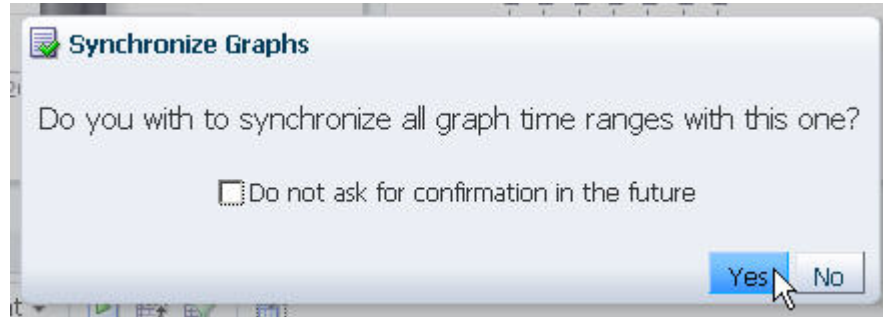 Synchronize Graphs
Do you with to synchronize all graph time ranges with this one?
Do not ask for confirmation in the future
Yes No